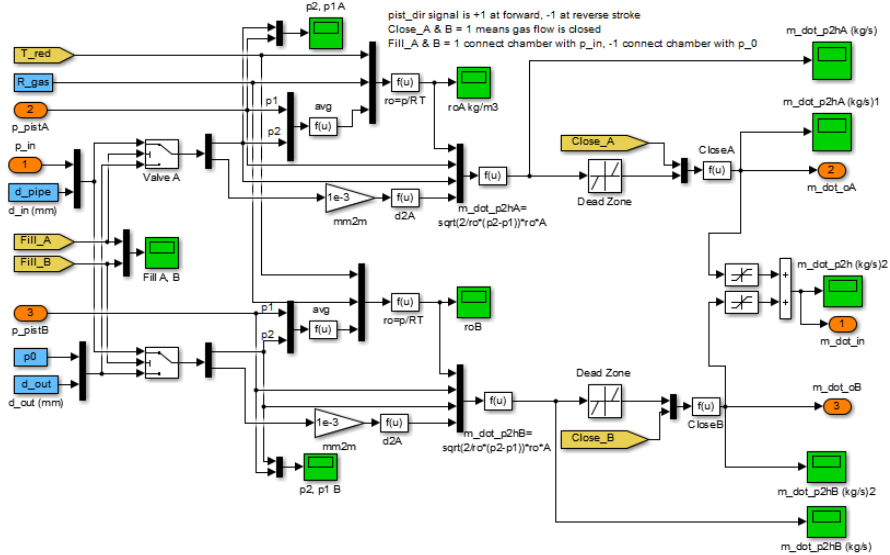 p2, p1 A
pist_dir signal is +1 at forward, -1 at reverse stroke
Close_A & B = 1 means gas flow is closed
Fill_A & B = 1 connect chamber with p_in, -1 connect chamber with p_0
m_dot_p2hA (kg/s)
T_red
R_gas
f(u)
ro=p/RT
roA kg/m3
p1
avg
f(u)
p2
2
p_pistA
p_in
1
d_pipe
d_in (mm)
Valve A
1e-3
mm2m
f(u)
d2A
f(u)
m_dot_p2hA=
sqrt(2/ro*(p2-p1))*ro*A
Close_A
Dead Zone
CloseA
f(u)
m_dot_p2hA (kg/s)1
2
m_dot_oA
Fill_A
Fill_B
Fill A, B
m_dot_p2h (kg/s)2
+
+
1
m_dot_in
3
p_pistB
p1
avg
f(u)
p2
f(u)
ro=p/RT
roB
p0
d_out
d_out (mm)
1e-3
mm2m
f(u)
d2A
f(u)
m_dot_p2hB=
sqrt(2/ro*(p2-p1))*ro*A
Dead Zone
Close_B
f(u)
CloseB
m_dot_oB
3
p2, p1 B
m_dot_p2hB (kg/s)2
m_dot_p2hB (kg/s)